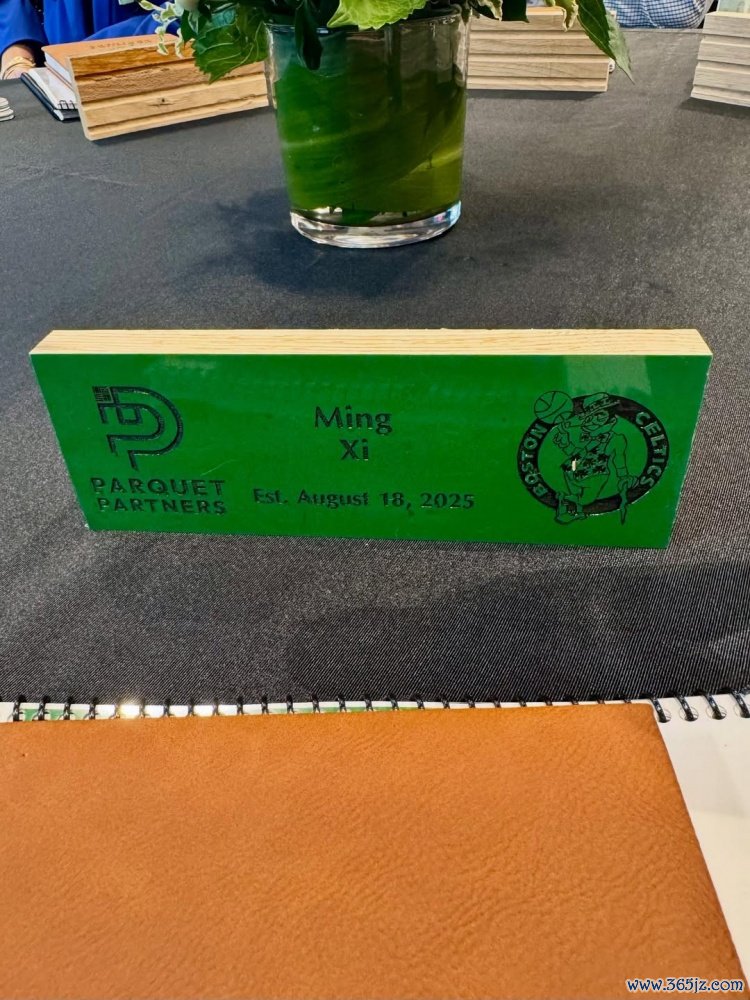 PARQUET
PARTNERS
Ming
Xi
Est. August 18, 2025
BOSTON CELTICS
www.365jz.com